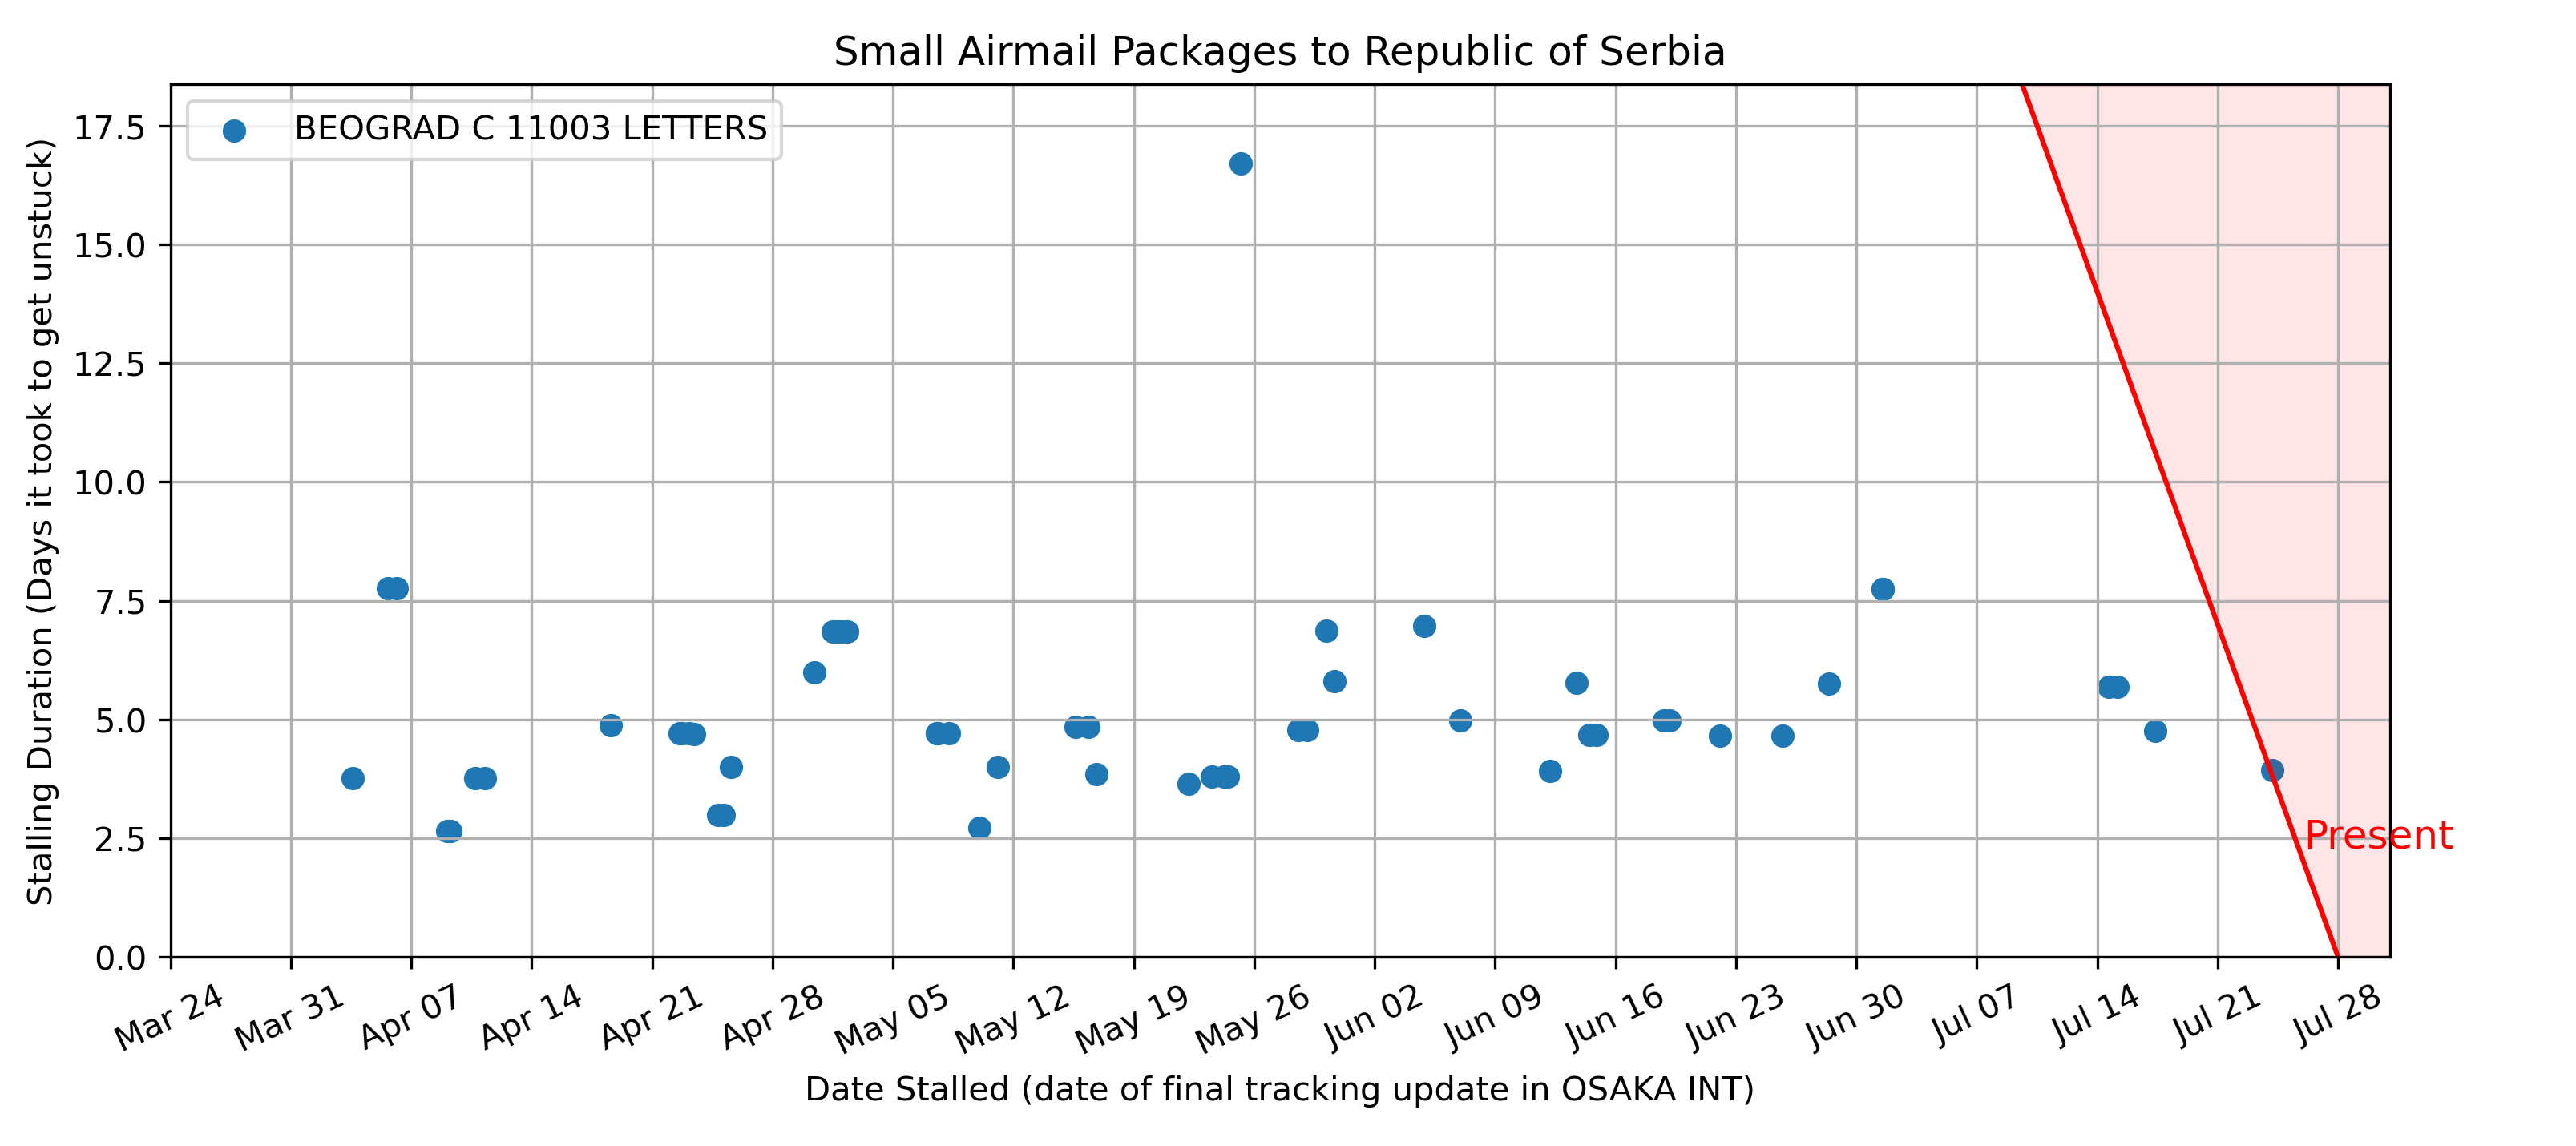 Small Airmail Packages to Republic of Serbia
BEOGRAD C 11003 LETTERS
Stalling Duration (Days it took to get unstuck)
17.5
15.0
12.5
10.0
7.5
5.0
2.5
0.0
Present
Mar 24 Mar 31 Apr 07 Apr 14 Apr 21 Apr 28 May 05 May 12 May 19 May 26 Jun 02 Jun 09 Jun 16 Jun 23 Jun 30 Jul 07 Jul 14 Jul 21 Jul 28
Date Stalled (date of final tracking update in OSAKA INT)